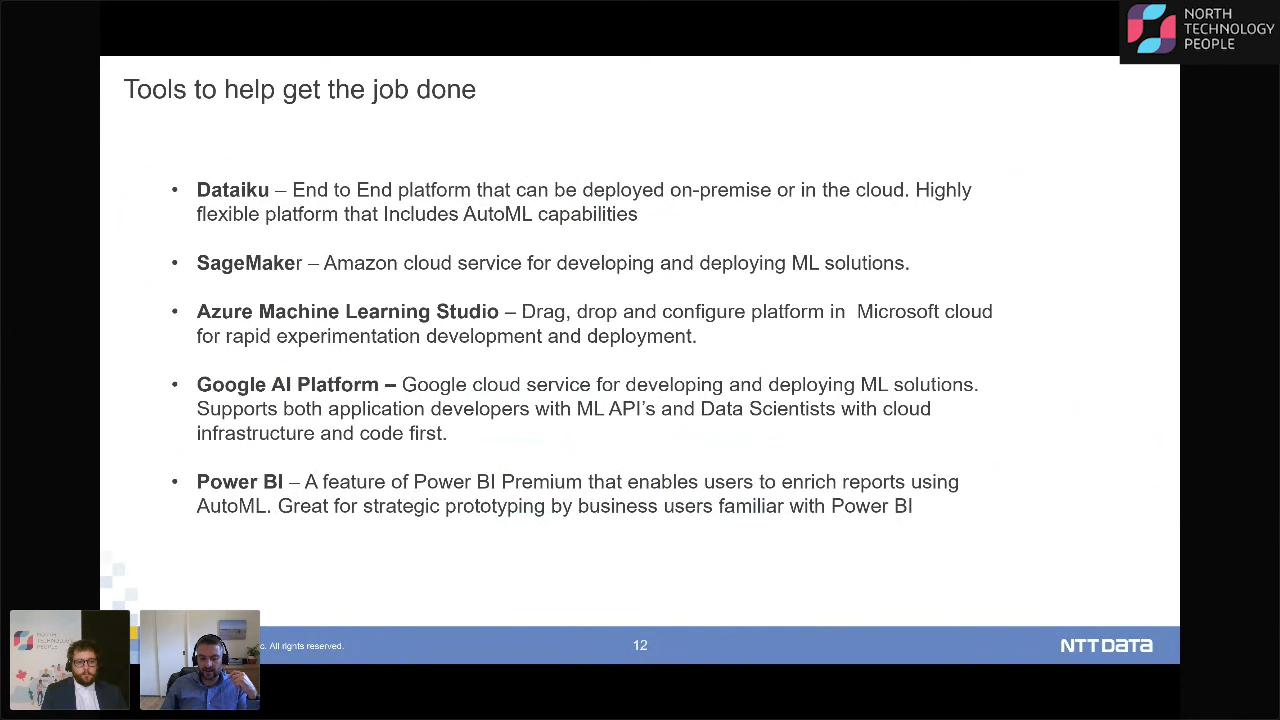 NORTH
TECHNOLOGY
PEOPLE
Tools to help get the job done
• Dataiku – End to End platform that can be deployed on-premise or in the cloud. Highly
flexible platform that Includes AutoML capabilities
• SageMaker – Amazon cloud service for developing and deploying ML solutions.
• Azure Machine Learning Studio – Drag, drop and configure platform in  Microsoft cloud
for rapid experimentation development and deployment.
• Google AI Platform – Google cloud service for developing and deploying ML solutions.
Supports both application developers with ML API’s and Data Scientists with cloud
infrastructure and code first.
• Power BI – A feature of Power BI Premium that enables users to enrich reports using
AutoML. Great for strategic prototyping by business users familiar with Power BI
NORTH
TECHNOLOGY
PEOPLE
c. All rights reserved.
12
NTT DATA